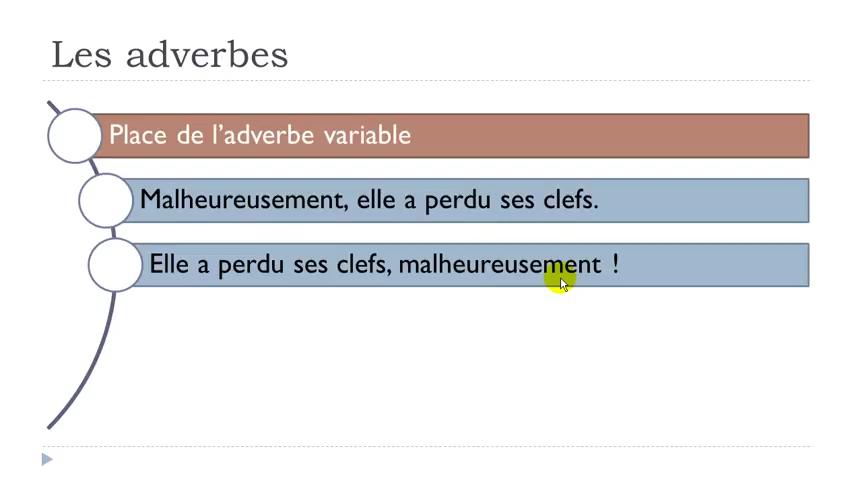 Les adverbes
Place de l’adverbe variable
Malheureusement, elle a perdu ses clefs.
Elle a perdu ses clefs, malheureusement !